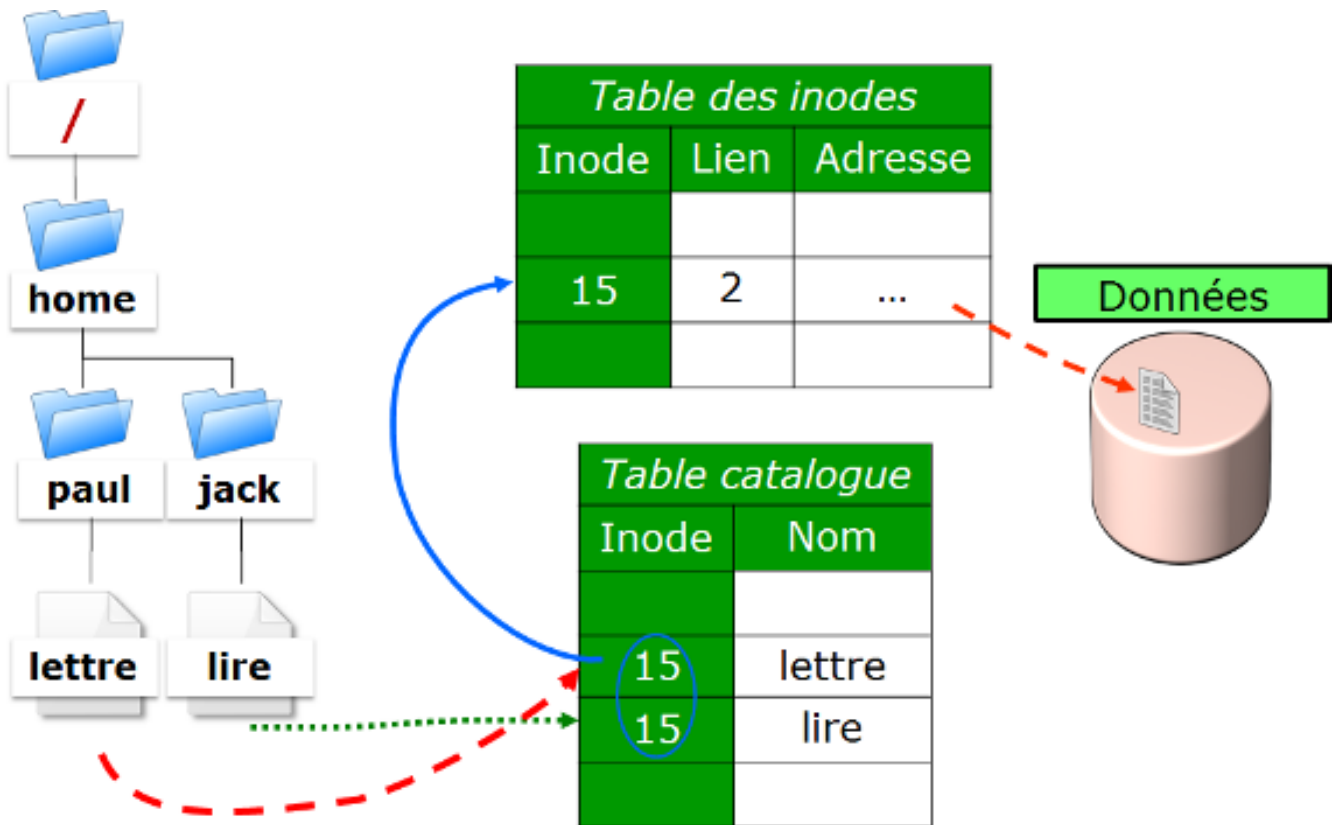 /
home
paul jack
lettre lire
Table des inodes
Inode Lien Adresse
15 2 ...
Données
Table catalogue
Inode Nom
15 lettre
15 lire